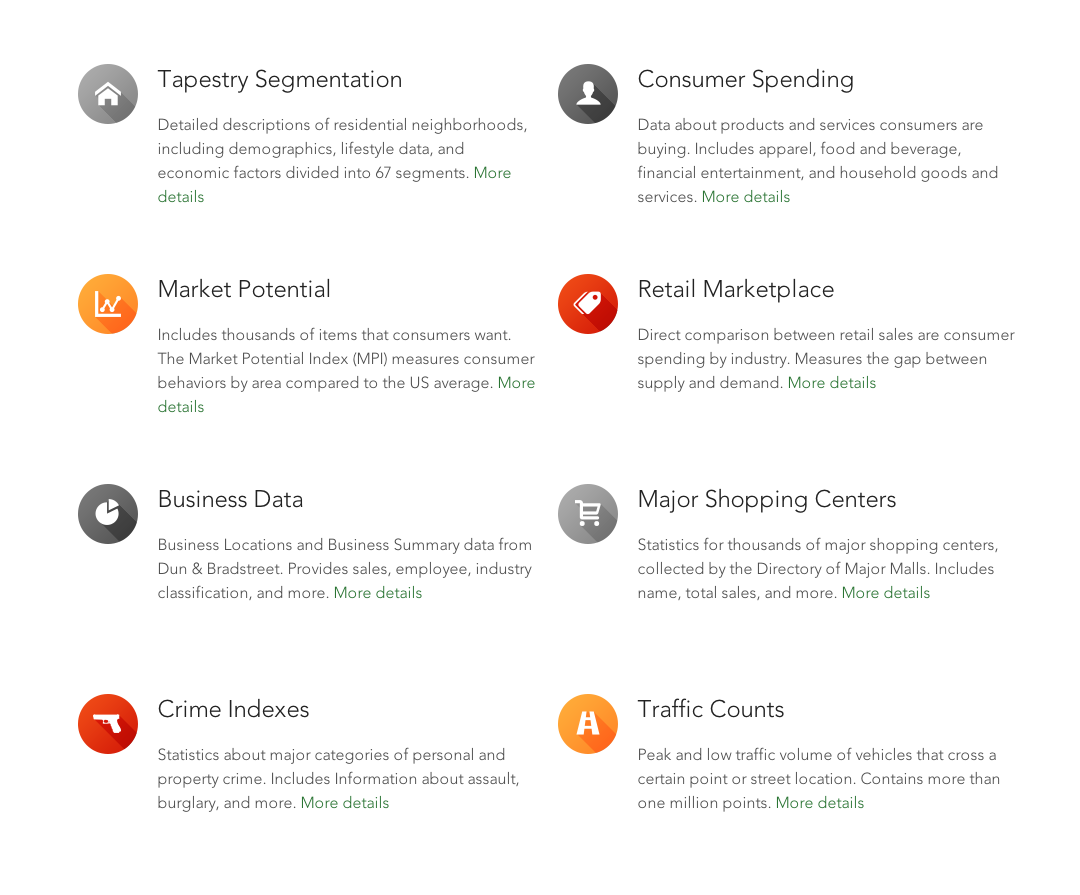 Tapestry Segmentation
Detailed descriptions of residential neighborhoods,
including demographics, lifestyle data, and
economic factors divided into 67 segments. More
details
Consumer Spending
Data about products and services consumers are
buying. Includes apparel, food and beverage,
financial entertainment, and household goods and
services. More details
Market Potential
Includes thousands of items that consumers want.
The Market Potential Index (MPI) measures consumer
behaviors by area compared to the US average. More
details
Retail Marketplace
Direct comparison between retail sales are consumer
spending by industry. Measures the gap between
supply and demand. More details
Business Data
Business Locations and Business Summary data from
Dun & Bradstreet. Provides sales, employee, industry
classification, and more. More details
Major Shopping Centers
Statistics for thousands of major shopping centers,
collected by the Directory of Major Malls. Includes
name, total sales, and more. More details
Crime Indexes
Statistics about major categories of personal and
property crime. Includes Information about assault,
burglary, and more. More details
Traffic Counts
Peak and low traffic volume of vehicles that cross a
certain point or street location. Contains more than
one million points. More details